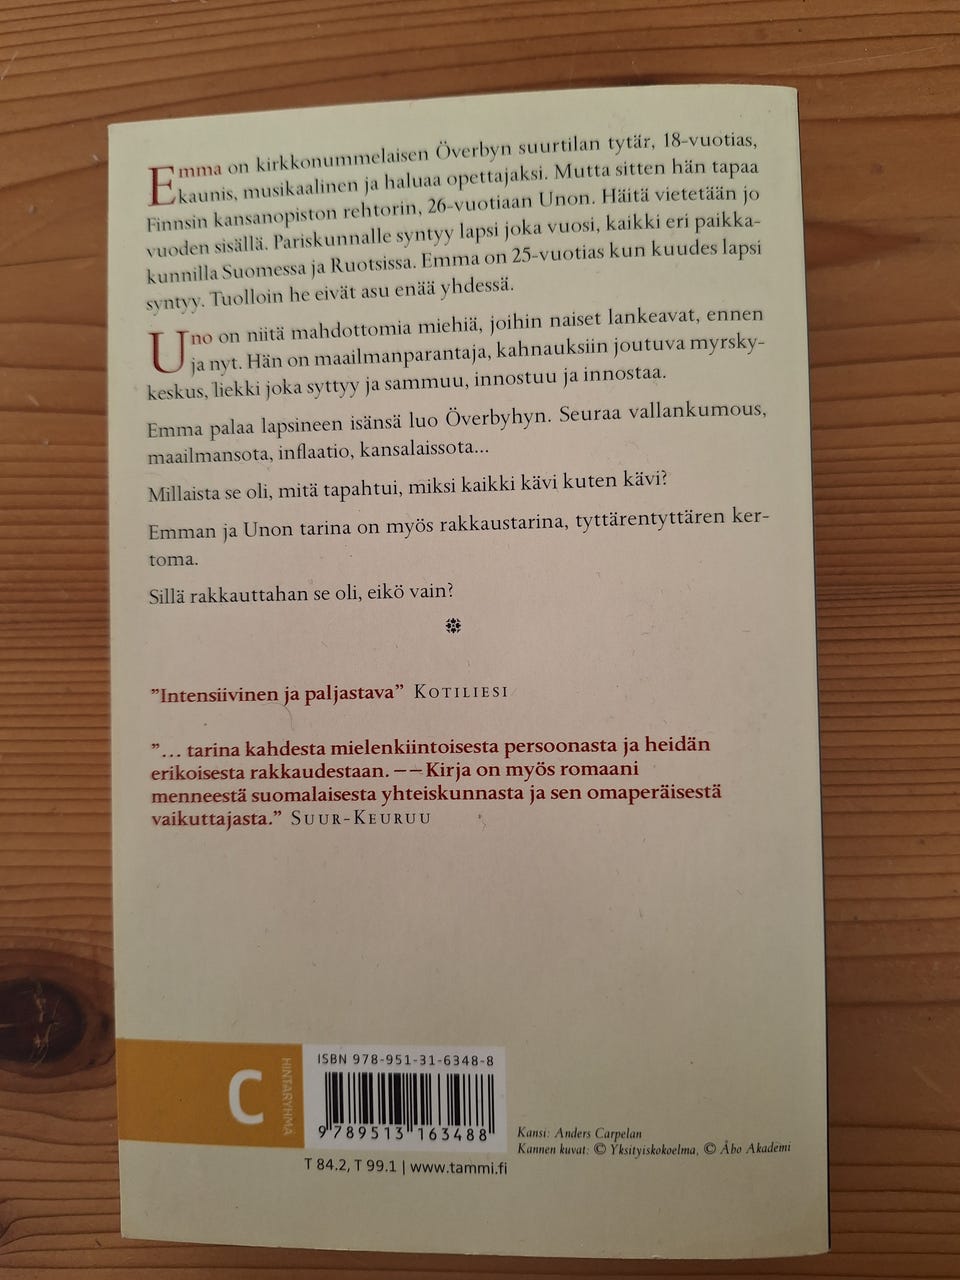 Emma on kirkkonummelaisen Överbyn suurtilan tytär, 18-vuotias,
kaunis, musikaalinen ja haluaa opettajaksi. Mutta sitten hän tapaa
Finnsin kansanopiston rehtorin, 26-vuotiaan Unon. Häitä vietetään jo
vuoden sisällä. Pariskunnalle syntyy lapsi joka vuosi, kaikki eri paikka-
kunnilla Suomessa ja Ruotsissa. Emma on 25-vuotias kun kuudes lapsi
syntyy. Tuolloin he eivät asu enää yhdessä.
Uno on niitä mahdottomia miehiä, joihin naiset lankeavat, ennen
ja nyt. Hän on maailmanparantaja, kahnauksiin joutuva myrsky-
keskus, liekki joka syttyy ja sammuu, innostuu ja innostaa.
Emma palaa lapsineen isänsä luo Överbyhyn. Seuraa vallankumous,
maailmansota, inflaatio, kansalaissota...
Millaista se oli, mitä tapahtui, miksi kaikki kävi kuten kävi?
Emman ja Unon tarina on myös rakkaustarina, tyttärentyttären ker-
toma.
Sillä rakkauttahan se oli, eikö vain?
”Intensiivinen ja paljastava” KOTILIESI
”... tarina kahdesta mielenkiintoisesta persoonasta ja heidän
erikoisesta rakkaudestaan. – – Kirja on myös romaani
menneestä suomalaisesta yhteiskunnasta ja sen omaperäisestä
vaikuttajasta.” SUUR-KEURUU
C
HINTARYHMÄ
ISBN 978-951-31-6348-8
9 789513 163488
T 84.2, T 99.1 | www.tammi.fi
Kansi: Anders Carpelan
Kannen kuvat: © Yksityiskokoelma, © Åbo Akademi